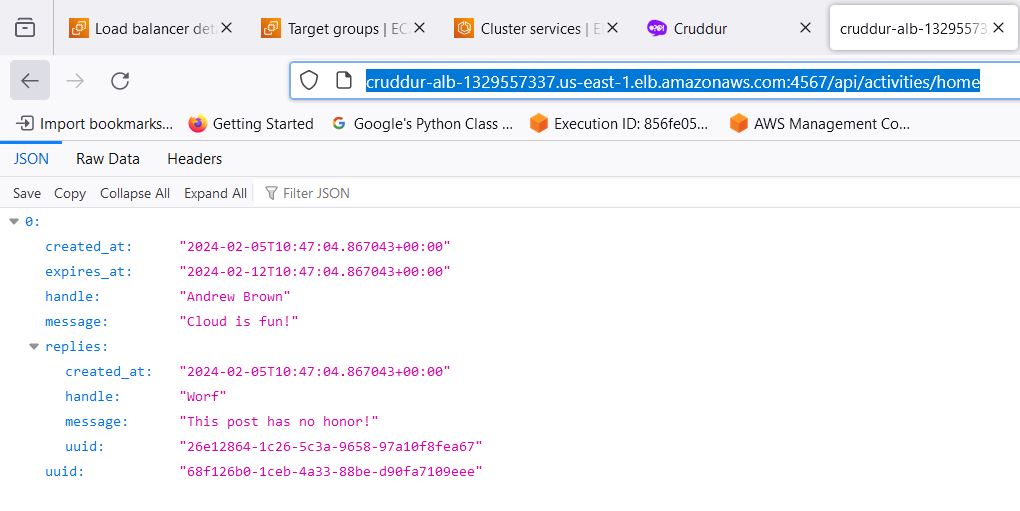 Load balancer det
Target groups | EC
Cluster services | E
Cruddur
cruddur-alb-13295573
cruddur-alb-1329557337.us-east-1.elb.amazonaws.com:4567/api/activities/home
Import bookmarks...
Getting Started
Google's Python Class ...
Execution ID: 856fe05...
AWS Management Co...
JSON Raw Data Headers
Save Copy Collapse All Expand All Filter JSON
0:
created_at: "2024-02-05T10:47:04.867043+00:00"
expires_at: "2024-02-12T10:47:04.867043+00:00"
handle: "Andrew Brown"
message: "Cloud is fun!"
replies:
created_at: "2024-02-05T10:47:04.867043+00:00"
handle: "Worf"
message: "This post has no honor!"
uuid: "26e12864-1c26-5c3a-9658-97a10f8fea67"
uuid: "68f126b0-1ceb-4a33-88be-d90fa7109eee"